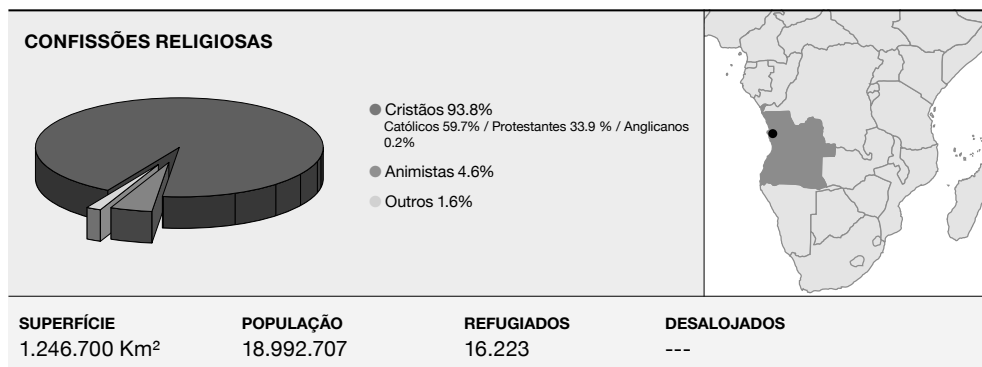 CONFISSÕES RELIGIOSAS
Cristãos 93.8%
Católicos 59.7% / Protestantes 33.9 % / Anglicanos
0.2%
Animistas 4.6%
Outros 1.6%
SUPERFÍCIE
1.246.700 Km²
POPULAÇÃO
18.992.707
REFUGIADOS
16.223
DESALOJADOS
---